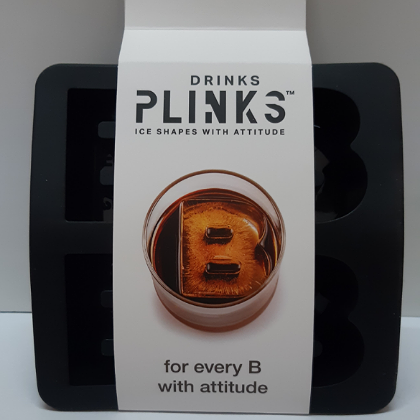 DRINKS
PLINKS™
ICE SHAPES WITH ATTITUDE
B
for every B
with attitude